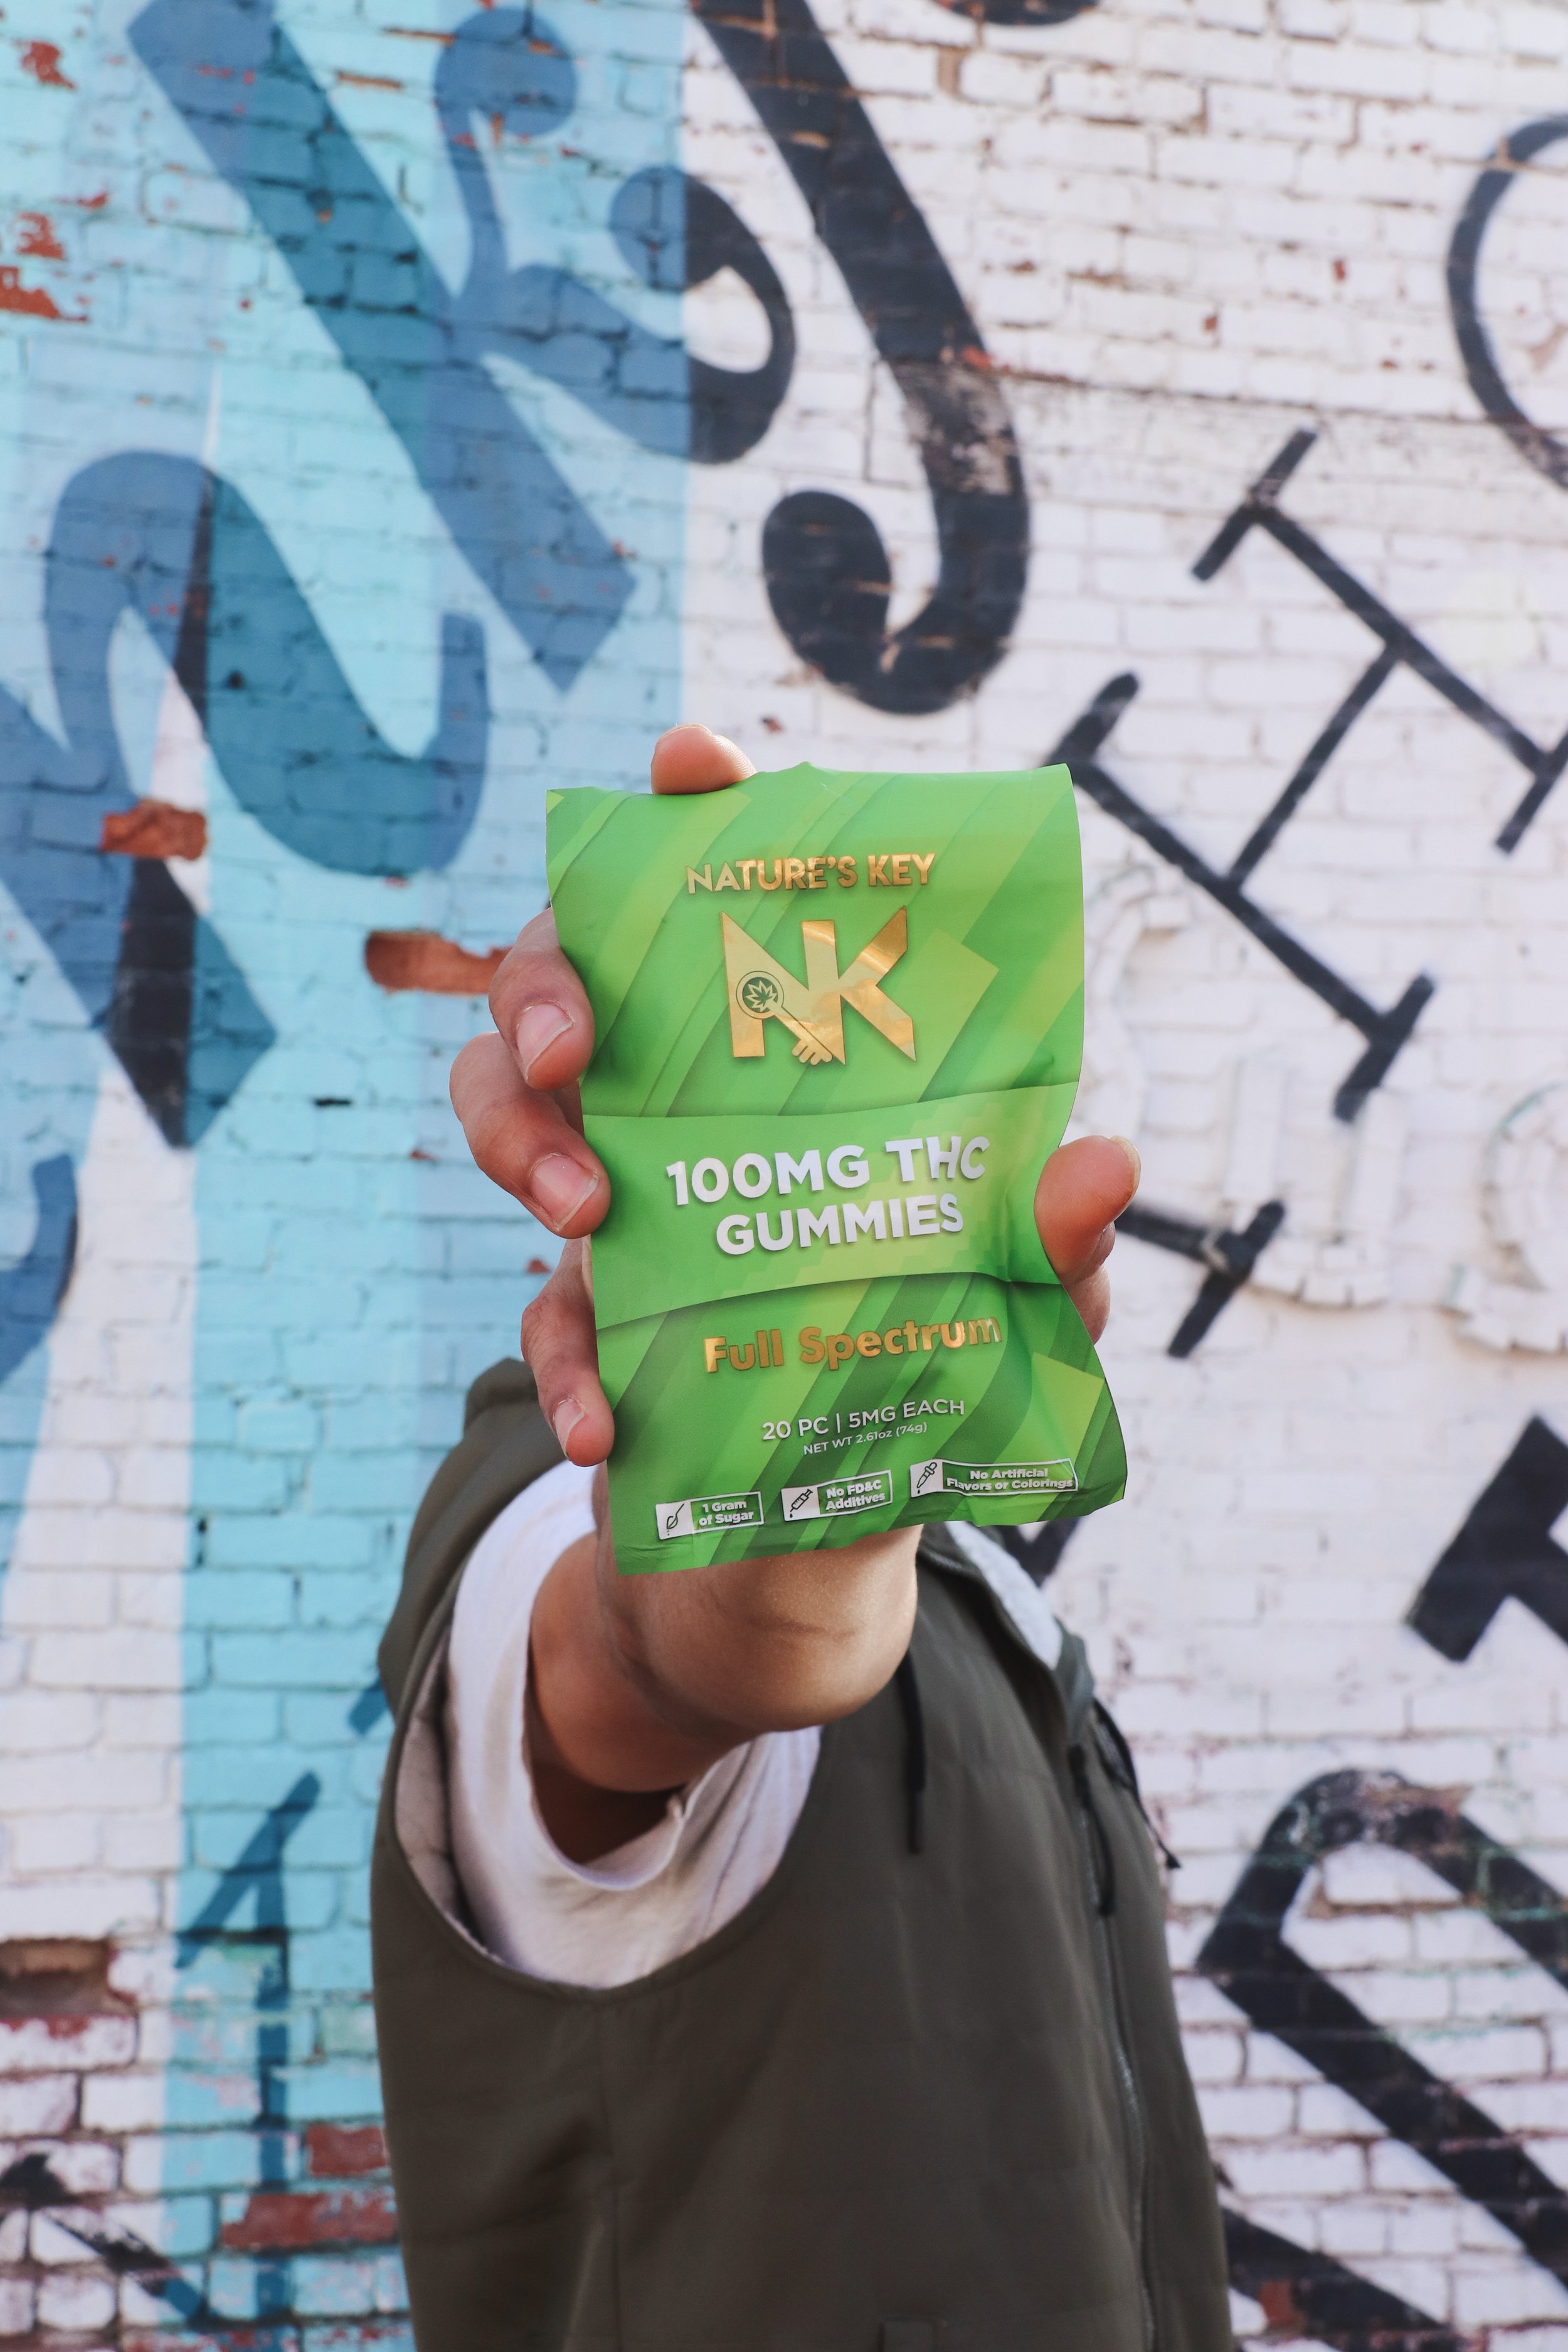 NATURE'S KEY
NK
100MG THC
GUMMIES
Full Spectrum
20 PC | 5MG EACH
NET WT 2.61oz (74g)
1 Gram
of Sugar
No FD&C
Additives
No Artificial
Flavors or Colorings